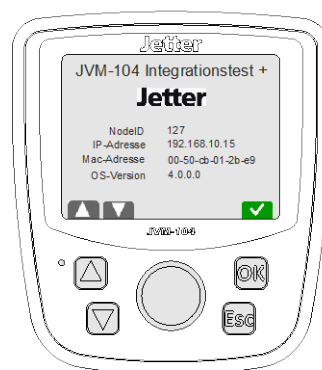 Jetter
JVM-104 Integrationstest +
Jetter
NodeID 127
IP-Adresse 192.168.10.15
Mac-Adresse 00-50-cb-01-2b-e9
OS-Version 4.0.0.0
JVM-104
OK
Esc